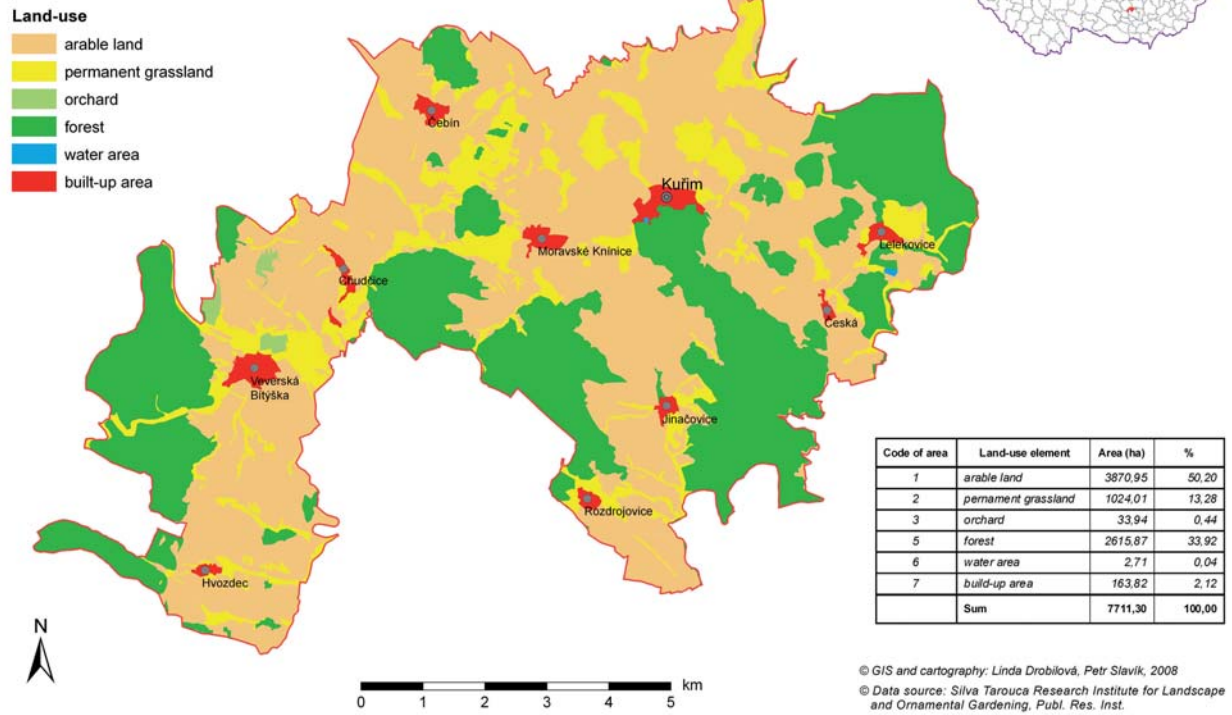 Land-use
arable land
permanent grassland
orchard
forest
water area
built-up area
Čebín
Kuřim
Moravské Knínice
Lelekovice
Chudčice
Česká
Veverská
Bítýška
Jinačovice
Rozdrojovice
Hvozdec
Code of area Land-use element Area (ha) %
1 arable land 3870,95 50,20
2 pernament grassland 1024,01 13,28
3 orchard 33,94 0,44
5 forest 2615,87 33,92
6 water area 2,71 0,04
7 build-up area 163,82 2,12
Sum 7711,30 100,00
N
km
0 1 2 3 4 5
© GIS and cartography: Linda Drobilová, Petr Slavík, 2008
© Data source: Silva Tarouca Research Institute for Landscape
and Ornamental Gardening, Publ. Res. Inst.